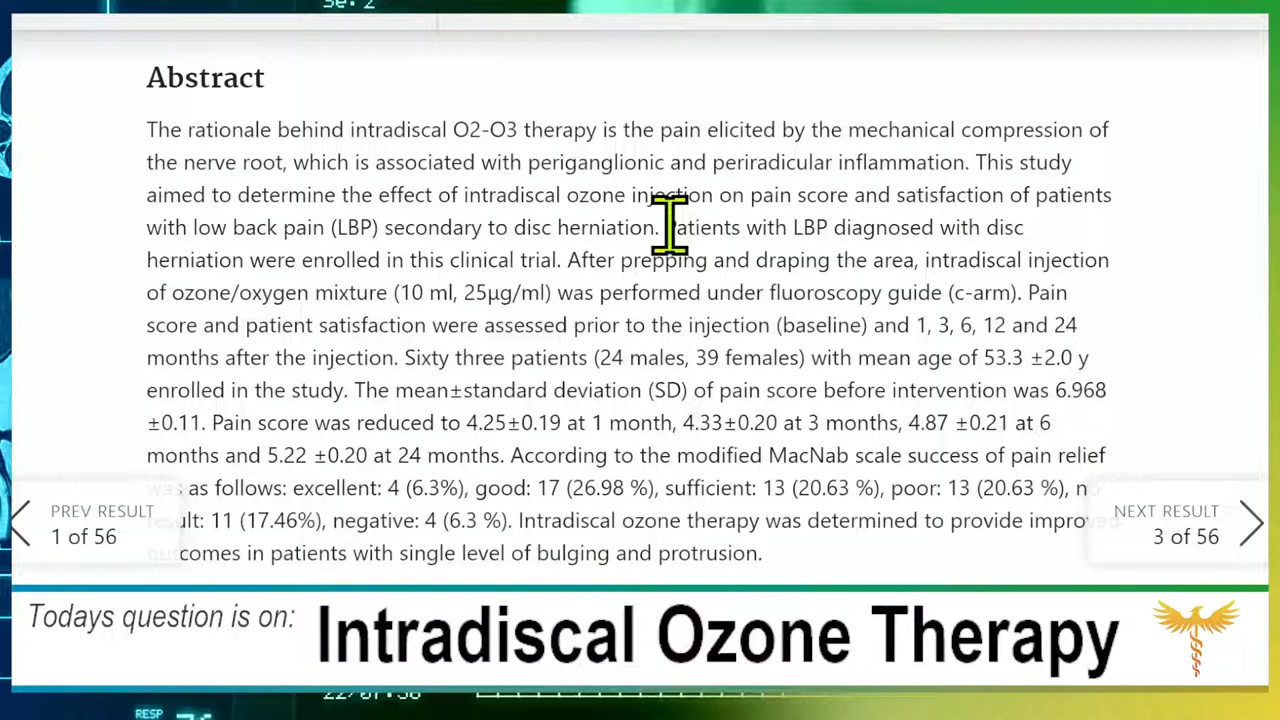 Abstract
The rationale behind intradiscal O2-O3 therapy is the pain elicited by the mechanical compression of
the nerve root, which is associated with periganglionic and periradicular inflammation. This study
aimed to determine the effect of intradiscal ozone injection on pain score and satisfaction of patients
with low back pain (LBP) secondary to disc herniation. Patients with LBP diagnosed with disc
herniation were enrolled in this clinical trial. After prepping and draping the area, intradiscal injection
of ozone/oxygen mixture (10 ml, 25µg/ml) was performed under fluoroscopy guide (c-arm). Pain
score and patient satisfaction were assessed prior to the injection (baseline) and 1, 3, 6, 12 and 24
months after the injection. Sixty three patients (24 males, 39 females) with mean age of 53.3 ±2.0 y
enrolled in the study. The mean±standard deviation (SD) of pain score before intervention was 6.968
±0.11. Pain score was reduced to 4.25±0.19 at 1 month, 4.33±0.20 at 3 months, 4.87 ±0.21 at 6
months and 5.22 ±0.20 at 24 months. According to the modified MacNab scale success of pain relief
was as follows: excellent: 4 (6.3%), good: 17 (26.98 %), sufficient: 13 (20.63 %), poor: 13 (20.63 %), no
result: 11 (17.46%), negative: 4 (6.3 %). Intradiscal ozone therapy was determined to provide improved
outcomes in patients with single level of bulging and protrusion.
PREV RESULT
1 of 56
NEXT RESULT
3 of 56
Todays question is on:
Intradiscal Ozone Therapy
RESP